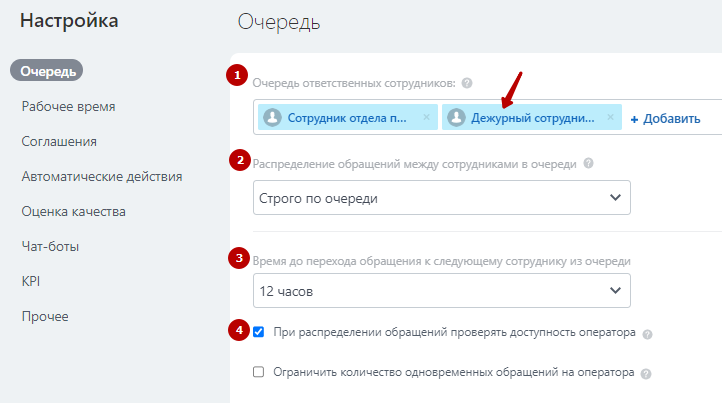 Настройка
Очередь
Рабочее время
Соглашения
Автоматические действия
Оценка качества
Чат-боты
KPI
Прочее
Очередь
1
Очередь ответственных сотрудников: ?
Сотрудник отдела п... × Дежурный сотрудни... × + Добавить
2
Распределение обращений между сотрудниками в очереди ?
Строго по очереди
3
Время до перехода обращения к следующему сотруднику из очереди
12 часов
4
При распределении обращений проверять доступность оператора ?
Ограничить количество одновременных обращений на оператора ?